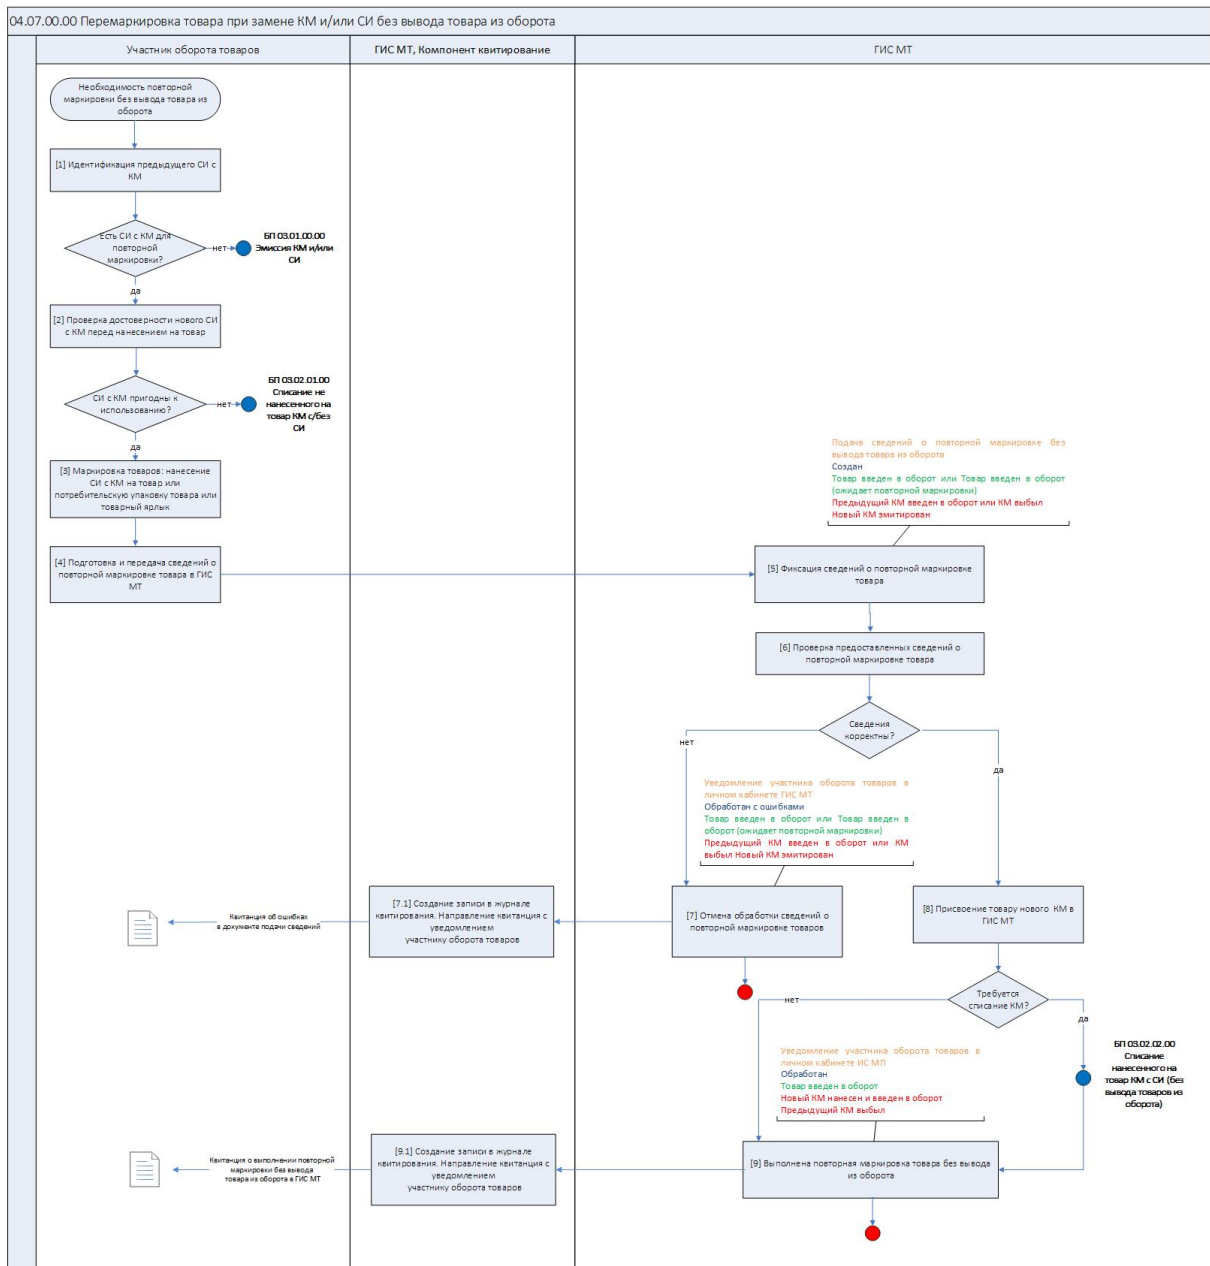 04.07.00.00 Перемаркировка товара при замене КМ и/или СИ без вывода товара из оборота
Участник оборота товаров
ГИС МТ, Компонент квитирование
ГИС МТ
Необходимость повторной
маркировки без вывода товара из
оборота
[1] Идентификация предыдущего СИ с
КМ
Есть СИ с КМ для
повторной
маркировки?
нет
БП 03.01.00.00
Эмиссия КМ и/или
СИ
да
[2] Проверка достоверности нового СИ
с КМ перед нанесением на товар
СИ с КМ пригодны к
использованию?
нет
БП 03.02.01.00
Списание не
нанесенного на
товар КМ с/без
СИ
да
[3] Маркировка товаров: нанесение
СИ с КМ на товар или
потребительскую упаковку товара или
товарный ярлык
Подача сведений о повторной маркировке без
вывода товара из оборота
Создан
Товар введен в оборот или Товар введен в оборот
(ожидает повторной маркировки)
Предыдущий КМ введен в оборот или КМ выбыл
Новый КМ эмитирован
[4] Подготовка и передача сведений о
повторной маркировке товара в ГИС
МТ
[5] Фиксация сведений о повторной маркировке
товара
[6] Проверка предоставленных сведений о
повторной маркировке товара
Сведения
корректны?
нет
да
Уведомление участника оборота товаров в
личном кабинете ГИС МТ
Обработан с ошибками
Товар введен в оборот или Товар введен в
оборот (ожидает повторной маркировки)
Предыдущий КМ введен в оборот или КМ
выбыл Новый КМ эмитирован
Квитанция об ошибках
в документе подачи сведений
[7.1] Создание записи в журнале
квитирования. Направление квитанция с
уведомлением
участнику оборота товаров
[7] Отмена обработки сведений о
повторной маркировке товаров
[8] Присвоение товару нового КМ в
ГИС МТ
Требуется
списание КМ?
нет
да
БП 03.02.02.00
Списание
нанесенного на
товар КМ с СИ (без
вывода товаров из
оборота)
Уведомление участника оборота товаров в
личном кабинете ИС МП
Обработан
Товар введен в оборот
Новый КМ нанесен и введен в оборот
Предыдущий КМ выбыл
Квитанция о выполнении повторной
маркировки без вывода
товара из оборота в ГИС МТ
[9.1] Создание записи в журнале
квитирования. Направление квитанция с
уведомлением
участнику оборота товаров
[9] Выполнена повторная маркировка товара без вывода
из оборота